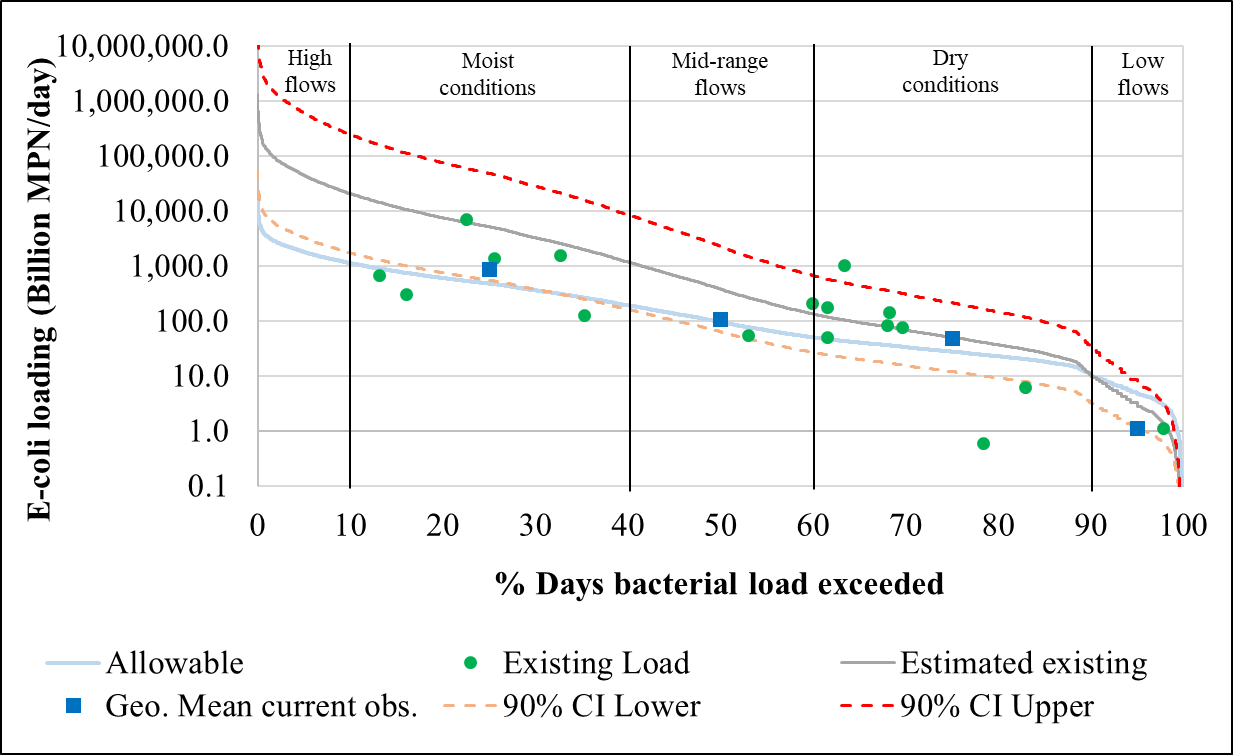 E-coli loading (Billion MPN/day)
10,000,000.0
1,000,000.0
100,000.0
10,000.0
1,000.0
100.0
10.0
1.0
0.1
High
flows
Moist
conditions
Mid-range
flows
Dry
conditions
Low
flows
0 10 20 30 40 50 60 70 80 90 100
% Days bacterial load exceeded
Allowable Existing Load Estimated existing
Geo. Mean current obs. 90% CI Lower 90% CI Upper